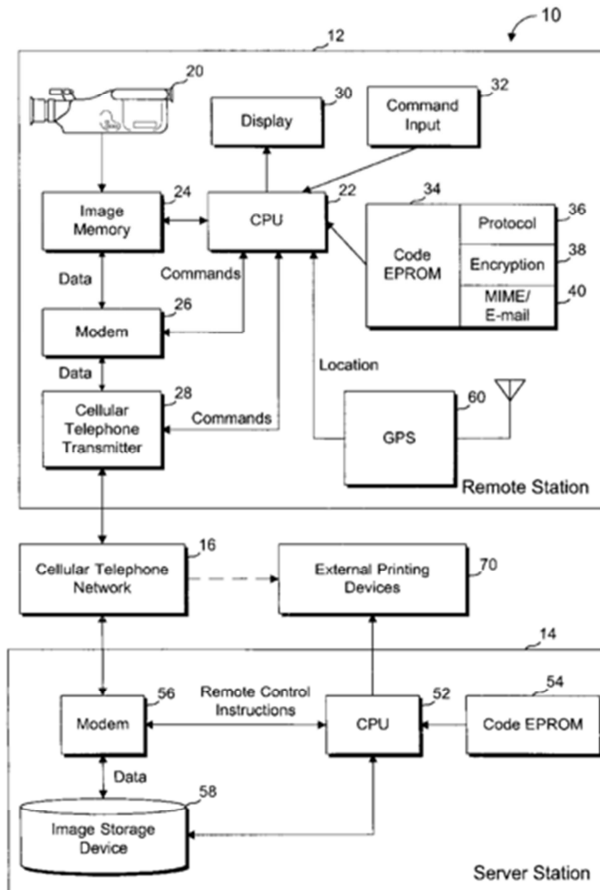 10
12
20
30
Display
32
Command
Input
24
Image
Memory
22
CPU
34
Code
EPROM
Protocol
36
Encryption
38
MIME/
E-mail
40
Data
Commands
26
Modem
Data
Location
28
Cellular
Telephone
Transmitter
Commands
60
GPS
Remote Station
16
Cellular Telephone
Network
70
External Printing
Devices
14
56
Modem
Remote Control
Instructions
52
CPU
54
Code EPROM
Data
58
Image Storage
Device
Server Station